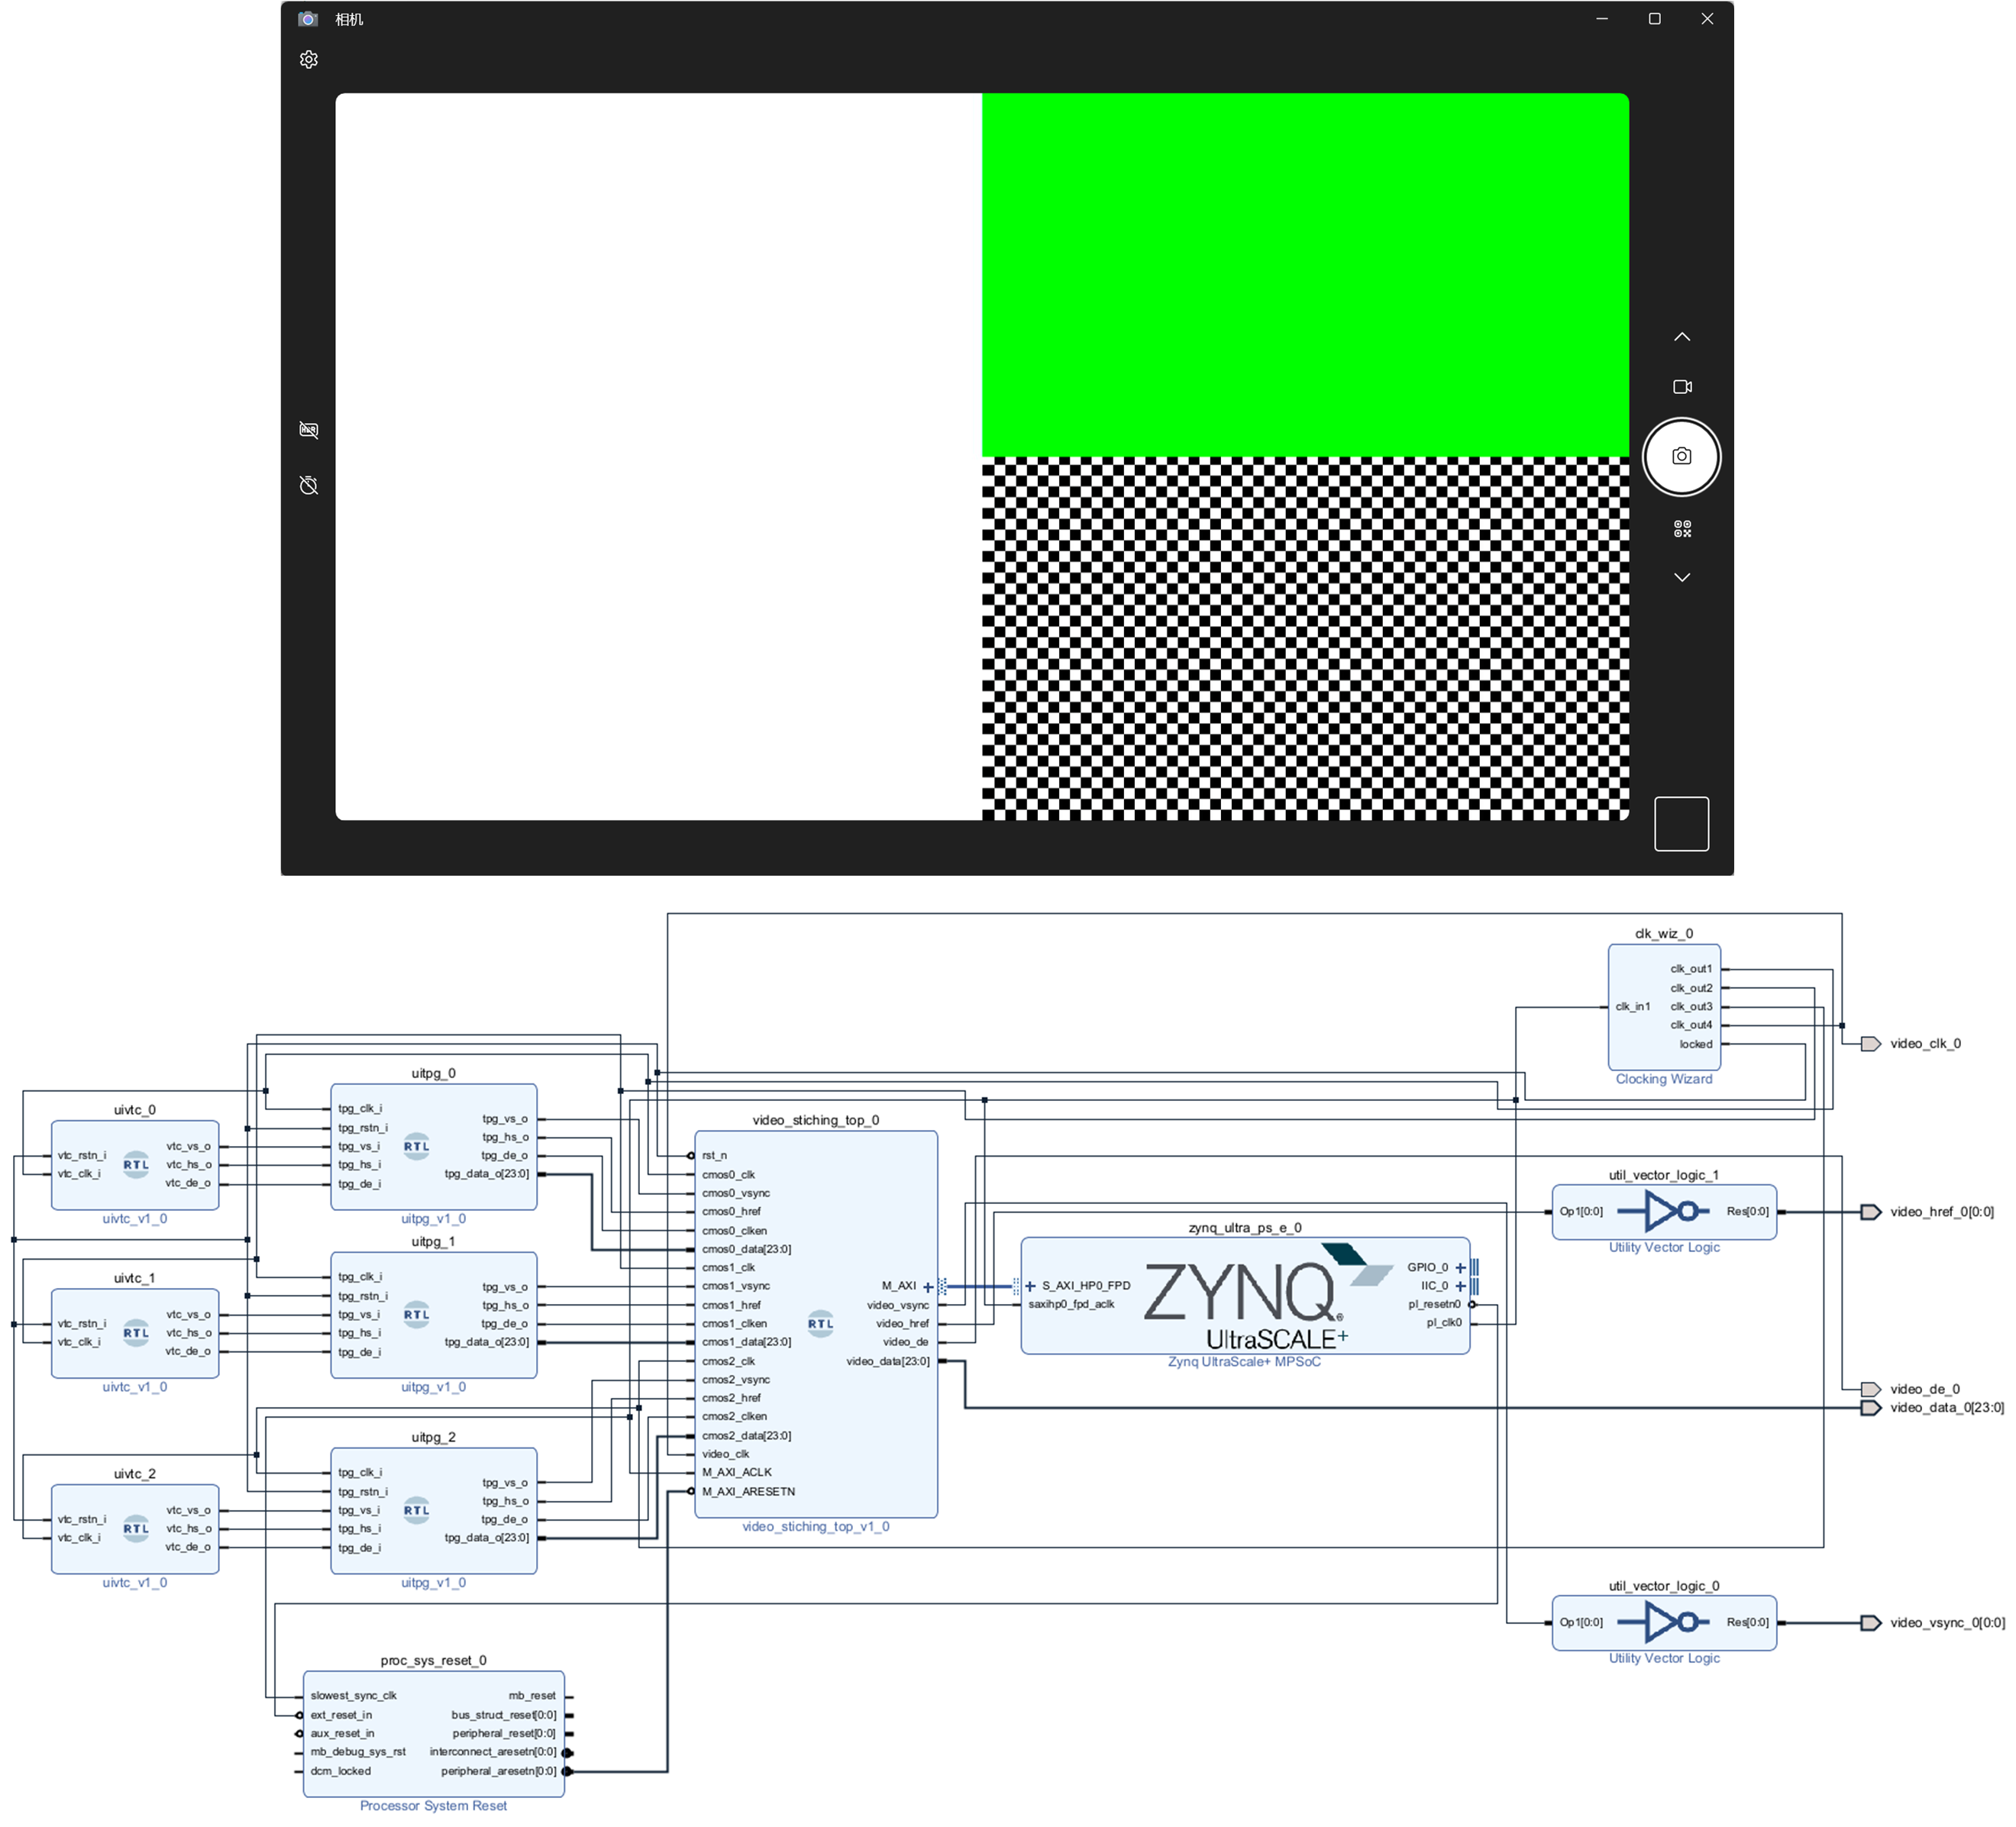 相机
clk_wiz_0
clk_in1
clk_out1
clk_out2
clk_out3
clk_out4
locked
Clocking Wizard
video_clk_0
uivtc_0
vtc_rstn_i
vtc_clk_i
RTL
vtc_vs_o
vtc_hs_o
vtc_de_o
uivtc_v1_0
uitpg_0
tpg_clk_i
tpg_rstn_i
tpg_vs_i
tpg_hs_i
tpg_de_i
RTL
tpg_vs_o
tpg_hs_o
tpg_de_o
tpg_data_o[23:0]
uitpg_v1_0
uivtc_1
vtc_rstn_i
vtc_clk_i
RTL
vtc_vs_o
vtc_hs_o
vtc_de_o
uivtc_v1_0
uitpg_1
tpg_clk_i
tpg_rstn_i
tpg_vs_i
tpg_hs_i
tpg_de_i
RTL
tpg_vs_o
tpg_hs_o
tpg_de_o
tpg_data_o[23:0]
uitpg_v1_0
uivtc_2
vtc_rstn_i
vtc_clk_i
RTL
vtc_vs_o
vtc_hs_o
vtc_de_o
uivtc_v1_0
uitpg_2
tpg_clk_i
tpg_rstn_i
tpg_vs_i
tpg_hs_i
tpg_de_i
RTL
tpg_vs_o
tpg_hs_o
tpg_de_o
tpg_data_o[23:0]
uitpg_v1_0
video_stiching_top_0
rst_n
cmos0_clk
cmos0_vsync
cmos0_href
cmos0_clken
cmos0_data[23:0]
cmos1_clk
cmos1_vsync
cmos1_href
cmos1_clken
cmos1_data[23:0]
cmos2_clk
cmos2_vsync
cmos2_href
cmos2_clken
cmos2_data[23:0]
video_clk
M_AXI_ACLK
M_AXI_ARESETN
RTL
M_AXI
video_vsync
video_href
video_de
video_data[23:0]
video_stiching_top_v1_0
zynq_ultra_ps_e_0
S_AXI_HP0_FPD
saxihp0_fpd_aclk
ZYNQ®
UltraSCALE+
GPIO_0
IIC_0
pl_resetn0
pl_clk0
Zynq UltraScale+ MPSoC
util_vector_logic_1
Op1[0:0]
Res[0:0]
Utility Vector Logic
video_href_0[0:0]
video_de_0
video_data_0[23:0]
util_vector_logic_0
Op1[0:0]
Res[0:0]
Utility Vector Logic
video_vsync_0[0:0]
proc_sys_reset_0
slowest_sync_clk
ext_reset_in
aux_reset_in
mb_debug_sys_rst
dcm_locked
mb_reset
bus_struct_reset[0:0]
peripheral_reset[0:0]
interconnect_aresetn[0:0]
peripheral_aresetn[0:0]
Processor System Reset